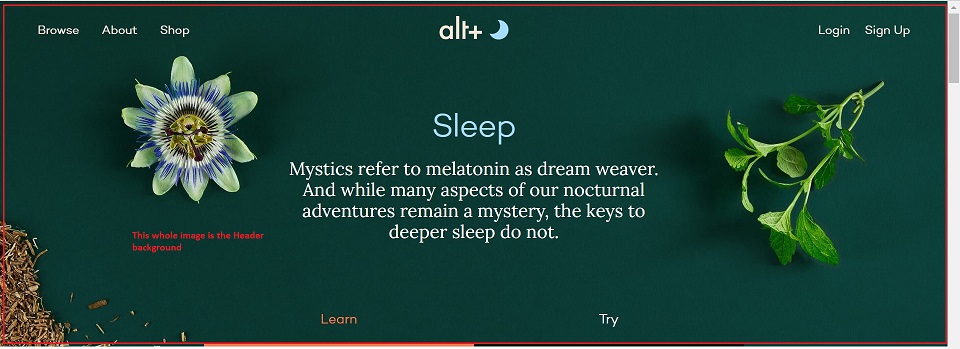 Browse About Shop
alt+
Login Sign Up
Sleep
Mystics refer to melatonin as dream weaver.
And while many aspects of our nocturnal
adventures remain a mystery, the keys to
deeper sleep do not.
This whole image is the Header
background
Learn
Try